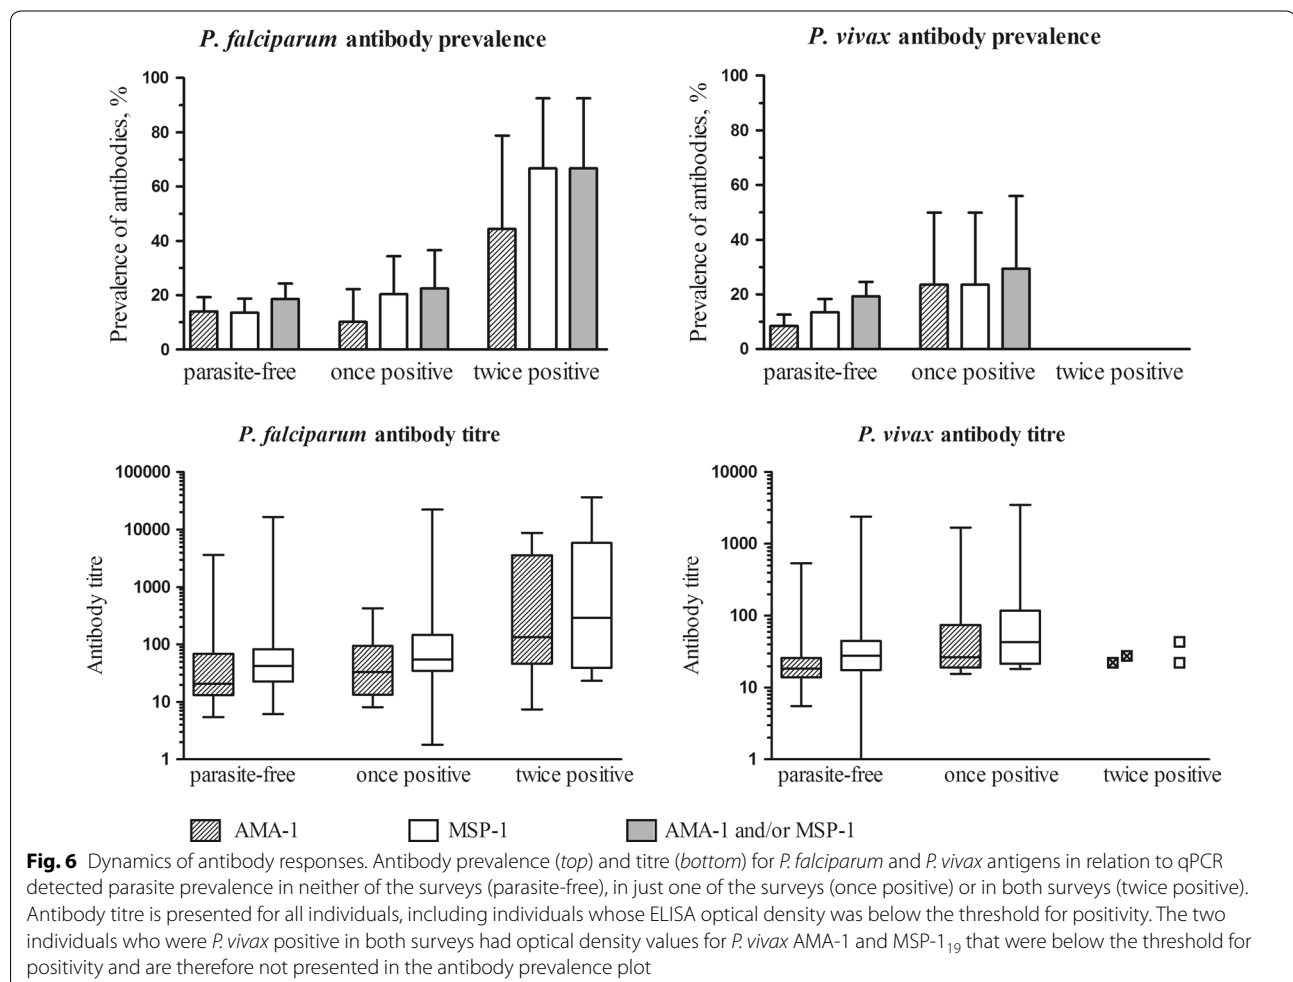 P. falciparum antibody prevalence
Prevalence of antibodies, %
100
80
60
40
20
0
parasite-free once positive twice positive
P. vivax antibody prevalence
Prevalence of antibodies, %
100
80
60
40
20
0
parasite-free once positive twice positive
P. falciparum antibody titre
Antibody titre
100000
10000
1000
100
10
1
parasite-free once positive twice positive
P. vivax antibody titre
Antibody titre
10000
1000
100
10
1
parasite-free once positive twice positive
AMA-1 MSP-1 AMA-1 and/or MSP-1
Fig. 6 Dynamics of antibody responses. Antibody prevalence (top) and titre (bottom) for P. falciparum and P. vivax antigens in relation to qPCR
detected parasite prevalence in neither of the surveys (parasite-free), in just one of the surveys (once positive) or in both surveys (twice positive).
Antibody titre is presented for all individuals, including individuals whose ELISA optical density was below the threshold for positivity. The two
individuals who were P. vivax positive in both surveys had optical density values for P. vivax AMA-1 and MSP-1₁₉ that were below the threshold for
positivity and are therefore not presented in the antibody prevalence plot